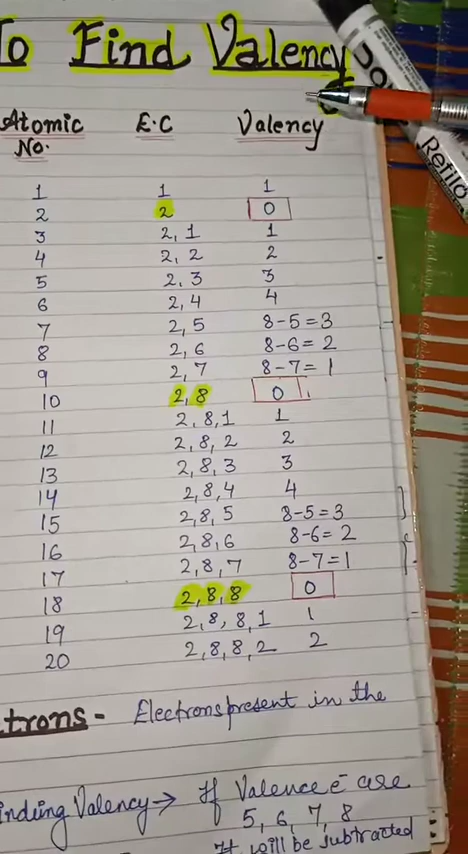 To Find Valency
Atomic No. E.C Valency
1 1 1
2 2 0
3 2,1 1
4 2,2 2
5 2,3 3
6 2,4 4
7 2,5 8-5=3
8 2,6 8-6=2
9 2,7 8-7=1
10 2,8 0
11 2,8,1 1
12 2,8,2 2
13 2,8,3 3
14 2,8,4 4
15 2,8,5 8-5=3
16 2,8,6 8-6=2
17 2,8,7 8-7=1
18 2,8,8 0
19 2,8,8,1 1
20 2,8,8,2 2
trons - Electrons present in the
inding Valency → If Valence e⁻ are
5, 6, 7, 8
It will be subtracted
Refilo